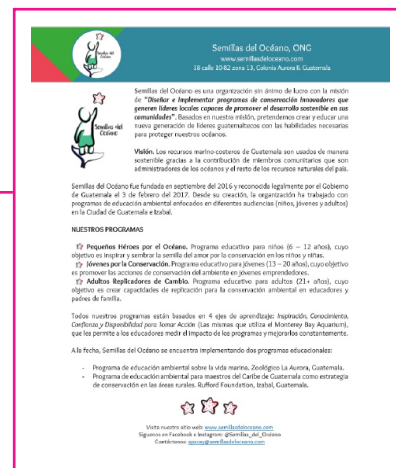 Semillas del Océano, ONG
www.semillasdeloceano.com
18 calle 10-82 zona 13, Colonia Aurora II, Guatemala
Semillas del
Océano
Semillas del Océano es una organización sin ánimo de lucro con la misión
de "Diseñar e Implementar programas de conservación innovadores que
generen líderes locales capaces de promover el desarrollo sostenible en sus
comunidades". Basados en nuestra misión, pretendemos crear y educar una
nueva generación de líderes guatemaltecos con las habilidades necesarias
para proteger nuestros océanos.
Semillas del
Océano
Visión. Los recursos marino-costeros de Guatemala son usados de manera
sostenible gracias a la contribución de miembros comunitarios que son
administradores de los océanos y el resto de los recursos naturales del país.
Semillas del Océano fue fundada en septiembre del 2016 y reconocida legalmente por el Gobierno
de Guatemala el 3 de febrero del 2017. Desde su creación, la organización ha trabajado con
programas de educación ambiental enfocados en diferentes audiencias (niños, jóvenes y adultos)
en la Ciudad de Guatemala e Izabal.
NUESTROS PROGRAMAS
Pequeños Héroes por el Océano. Programa educativo para niños (6 – 12 años), cuyo
objetivo es inspirar y sembrar la semilla del amor por la conservación en los niños y niñas.
Jóvenes por la Conservación. Programa educativo para jóvenes (13 – 20 años), cuyo objetivo
es promover las acciones de conservación del ambiente en jóvenes emprendedores.
Adultos Replicadores de Cambio. Programa educativo para adultos (21+ años), cuyo
objetivo es crear capacidades de replicación para la conservación ambiental en educadores y
padres de familia.
Todos nuestros programas están basados en 4 ejes de aprendizaje: Inspiración, Conocimiento,
Confianza y Disponibilidad para Tomar Acción (Las mismas que utiliza el Monterey Bay Aquarium),
que les permite a los educadores medir el impacto de los programas y mejorarlos constantemente.
A la fecha, Semillas del Océano se encuentra implementando dos programas educacionales:
- Programa de educación ambiental sobre la vida marina. Zoológico La Aurora, Guatemala.
- Programa de educación ambiental para maestros del Caribe de Guatemala como estrategia
de conservación en las áreas rurales. Rufford Foundation, Izabal, Guatemala.
Visita nuestro sitio web: www.semillasdeloceano.com
Síguenos en Facebook e Instagram: @Semillas_del_Océano
Contáctanos: